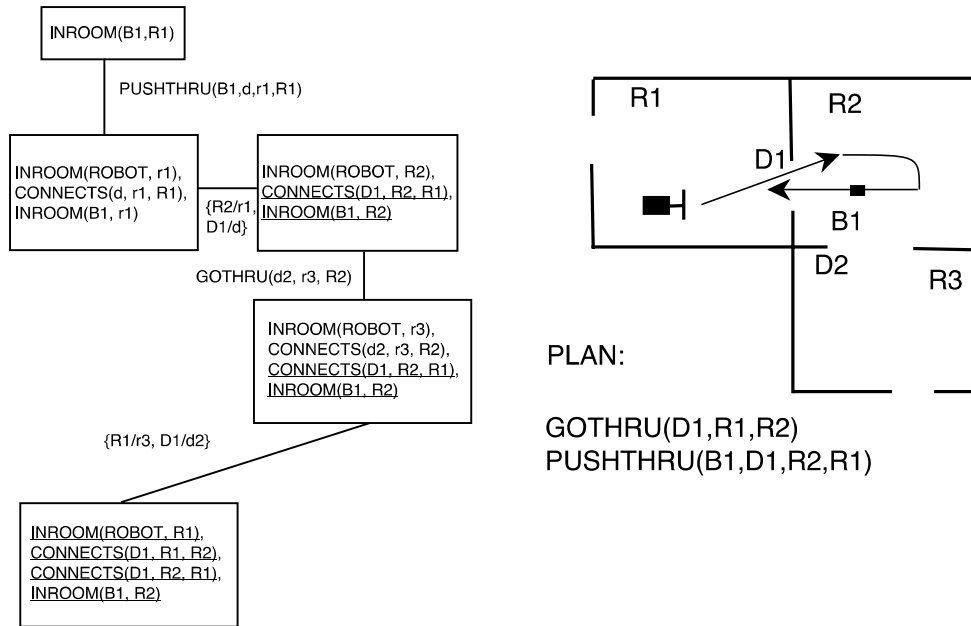 INROOM(B1,R1)
PUSHTHRU(B1,d,r1,R1)
INROOM(ROBOT, r1),
CONNECTS(d, r1, R1),
INROOM(B1, r1)
{R2/r1,
D1/d}
INROOM(ROBOT, R2),
CONNECTS(D1, R2, R1),
INROOM(B1, R2)
GOTHRU(d2, r3, R2)
INROOM(ROBOT, r3),
CONNECTS(d2, r3, R2),
CONNECTS(D1, R2, R1),
INROOM(B1, R2)
{R1/r3, D1/d2}
INROOM(ROBOT, R1),
CONNECTS(D1, R1, R2),
CONNECTS(D1, R2, R1),
INROOM(B1, R2)
R1
R2
D1
B1
D2
R3
PLAN:
GOTHRU(D1,R1,R2)
PUSHTHRU(B1,D1,R2,R1)